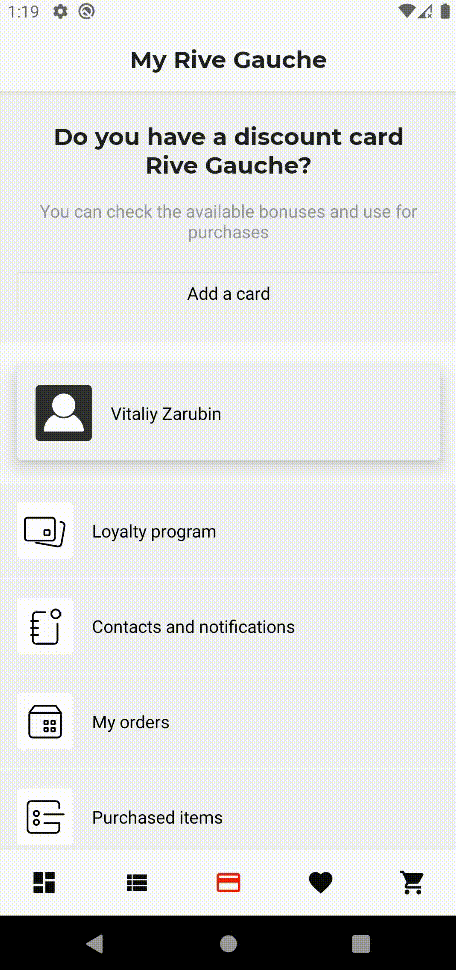 1:19
My Rive Gauche
Do you have a discount card
Rive Gauche?
You can check the available bonuses and use for
purchases
Add a card
Vitaliy Zarubin
Loyalty program
Contacts and notifications
My orders
Purchased items